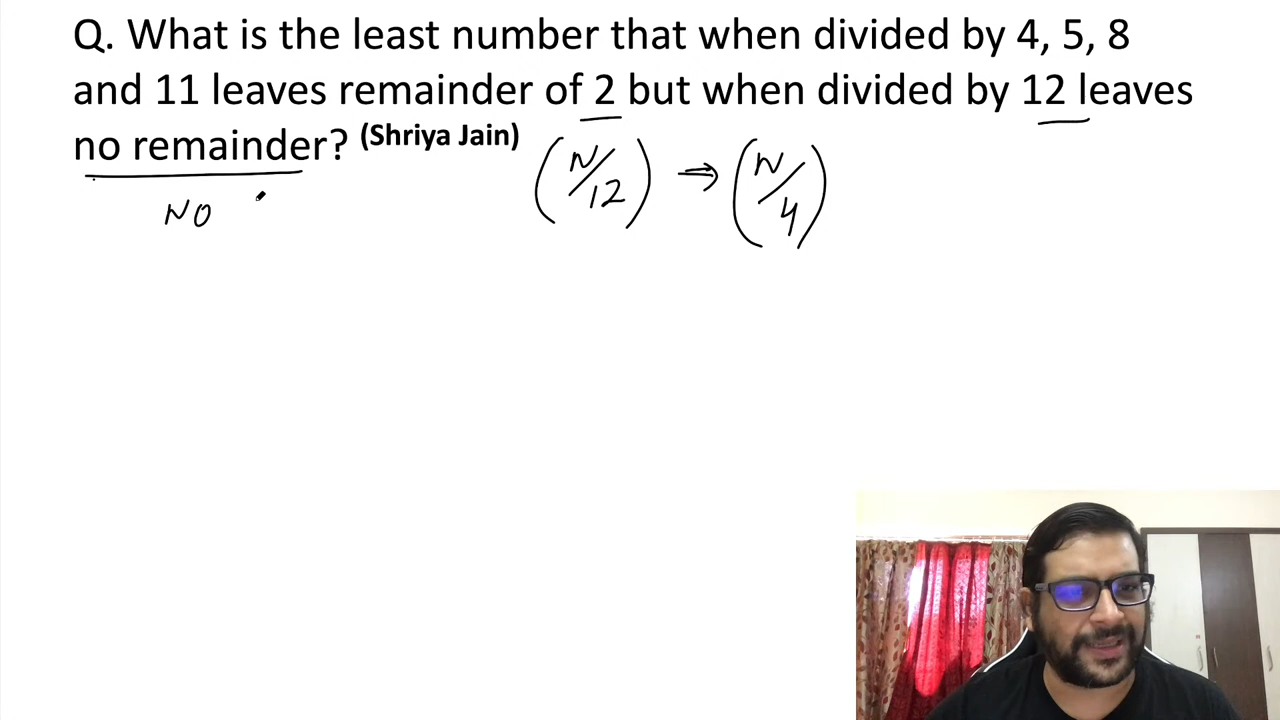 Q. What is the least number that when divided by 4, 5, 8
and 11 leaves remainder of 2 but when divided by 12 leaves
no remainder? (Shriya Jain)
(N/12) ⇒ (N/4)
NO